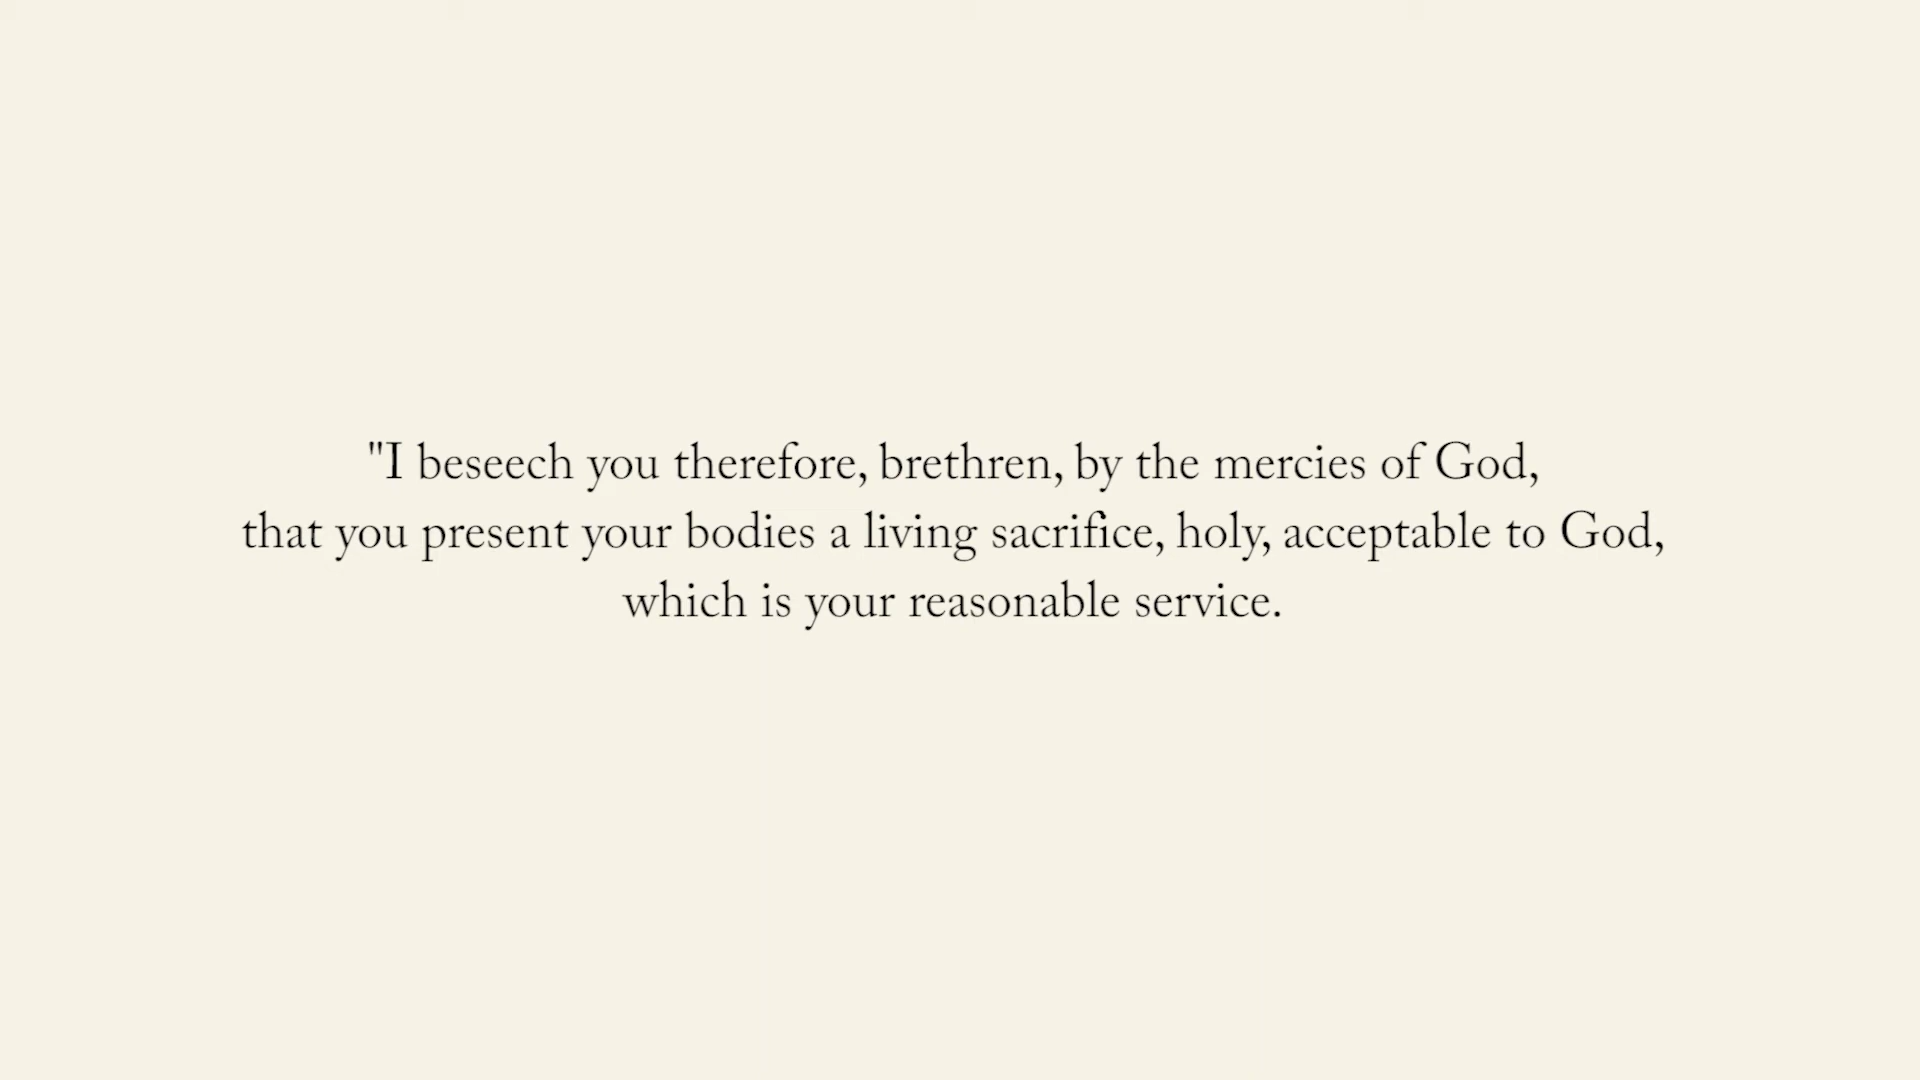 "I beseech you therefore, brethren, by the mercies of God,
that you present your bodies a living sacrifice, holy, acceptable to God,
which is your reasonable service.